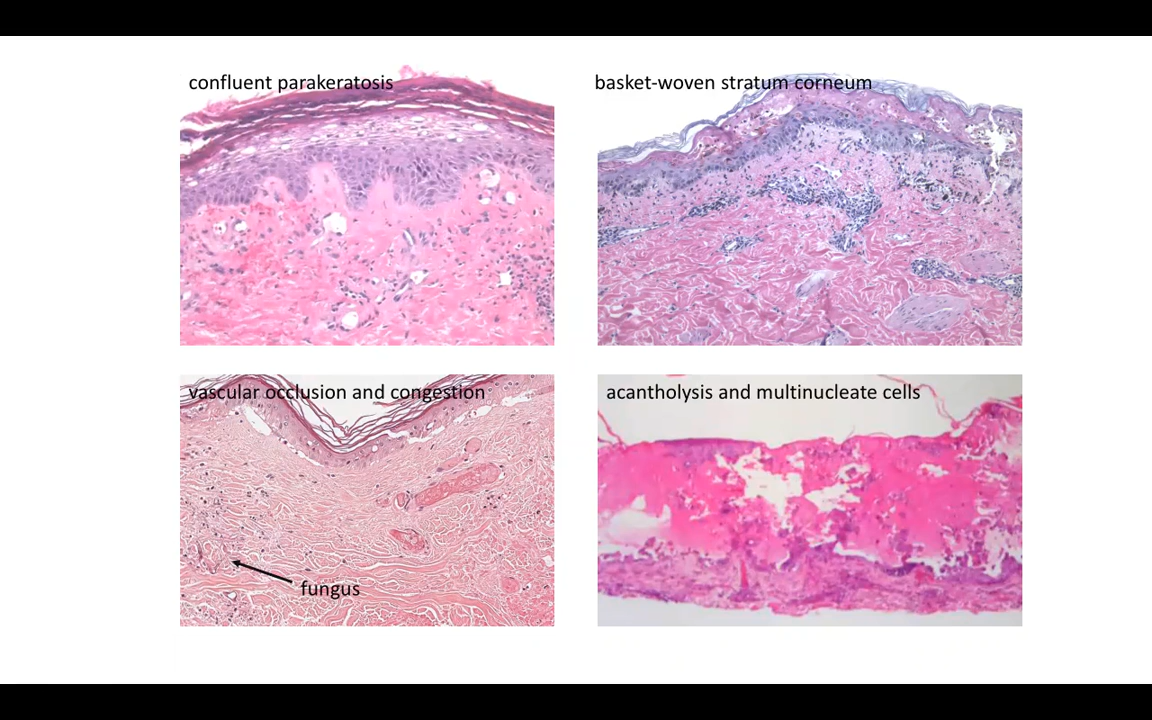 confluent parakeratosis
basket-woven stratum corneum
vascular occlusion and congestion
acantholysis and multinucleate cells
fungus